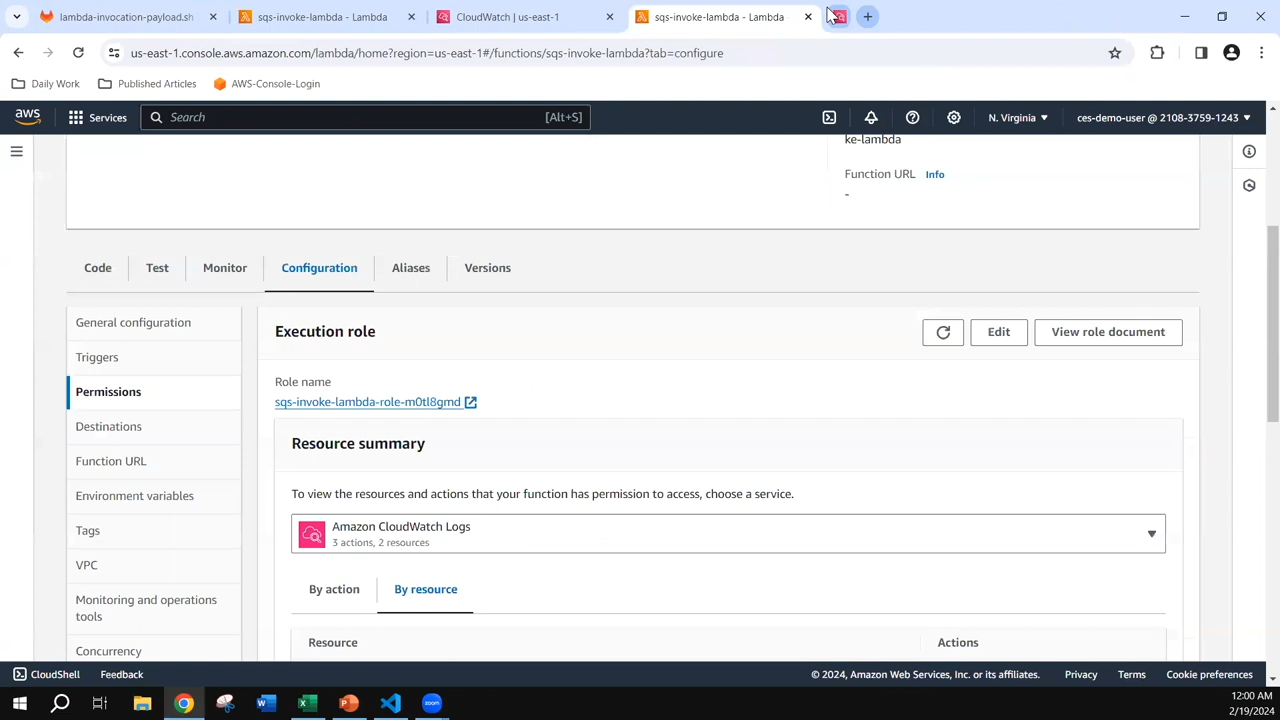 lambda-invocation-payload.sh
sqs-invoke-lambda - Lambda
CloudWatch | us-east-1
sqs-invoke-lambda - Lambda
us-east-1.console.aws.amazon.com/lambda/home?region=us-east-1#/functions/sqs-invoke-lambda?tab=configure
Daily Work
Published Articles
AWS-Console-Login
aws
Services
Search
[Alt+S]
N. Virginia
ces-demo-user @ 2108-3759-1243
ke-lambda
Function URL Info
-
Code
Test
Monitor
Configuration
Aliases
Versions
General configuration
Triggers
Permissions
Destinations
Function URL
Environment variables
Tags
VPC
Monitoring and operations
tools
Concurrency
Execution role
Edit
View role document
Role name
sqs-invoke-lambda-role-m0tl8gmd
Resource summary
To view the resources and actions that your function has permission to access, choose a service.
Amazon CloudWatch Logs
3 actions, 2 resources
By action
By resource
Resource
Actions
CloudShell
Feedback
© 2024, Amazon Web Services, Inc. or its affiliates.
Privacy
Terms
Cookie preferences
zoom
12:00 AM
2/19/2024